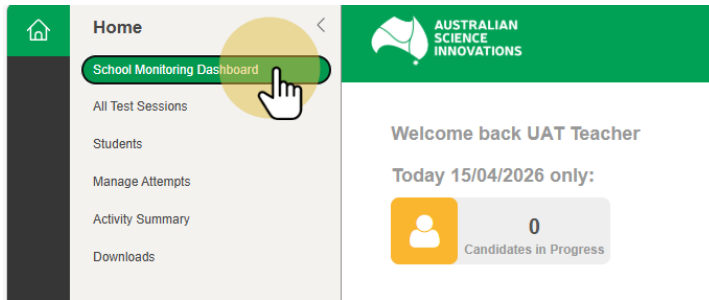 Home
School Monitoring Dashboard
All Test Sessions
Students
Manage Attempts
Activity Summary
Downloads
AUSTRALIAN
SCIENCE
INNOVATIONS
Welcome back UAT Teacher
Today 15/04/2026 only:
0
Candidates in Progress